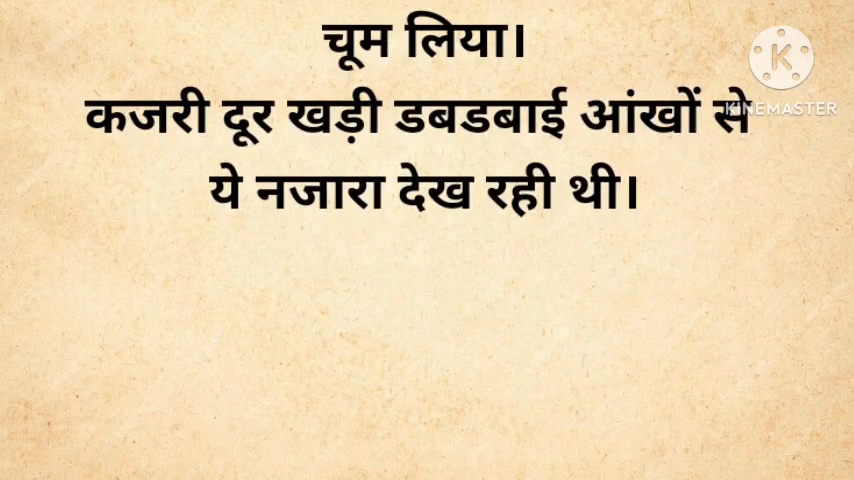 चूम लिया।
कजरी दूर खड़ी डबडबाई आंखों से
ये नजारा देख रही थी।
K
KINEMASTER